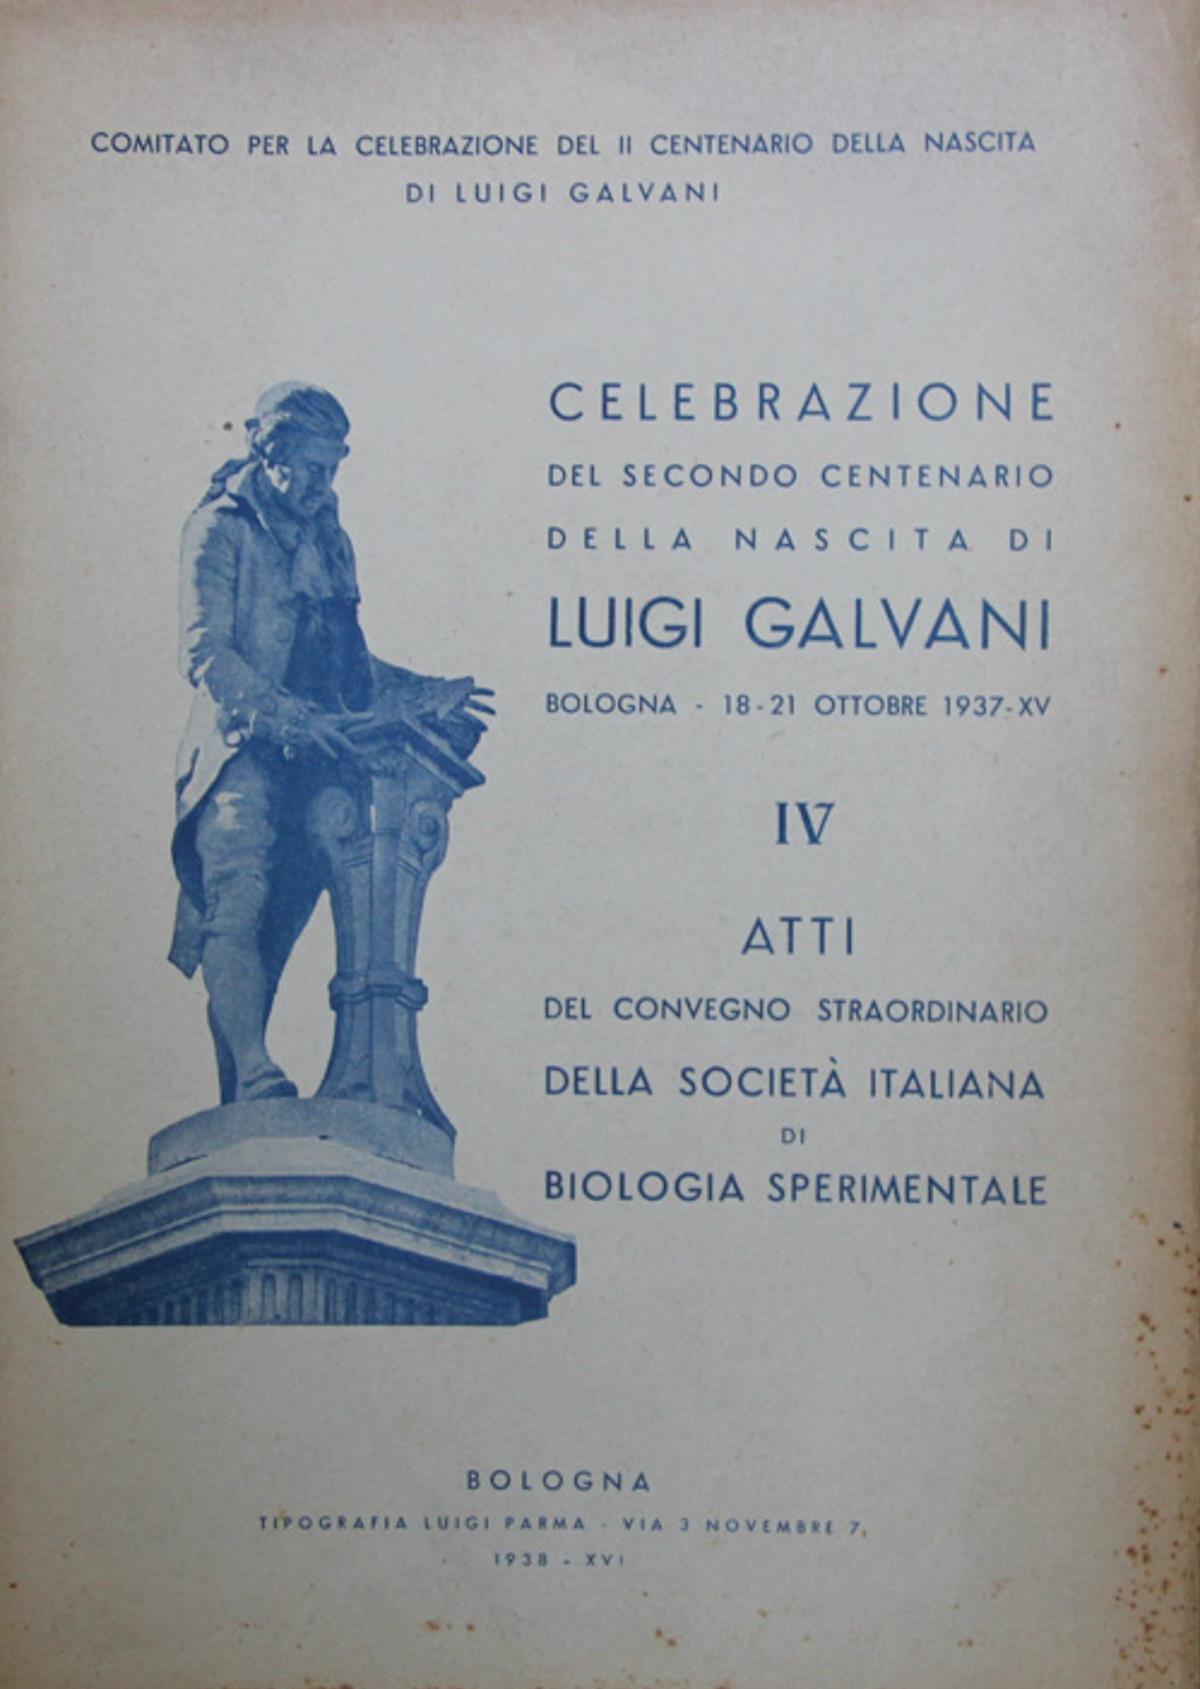 COMITATO PER LA CELEBRAZIONE DEL II CENTENARIO DELLA NASCITA
DI LUIGI GALVANI
CELEBRAZIONE
DEL SECONDO CENTENARIO
DELLA NASCITA DI
LUIGI GALVANI
BOLOGNA - 18-21 OTTOBRE 1937-XV
IV
ATTI
DEL CONVEGNO STRAORDINARIO
DELLA SOCIETÀ ITALIANA
DI
BIOLOGIA SPERIMENTALE
BOLOGNA
TIPOGRAFIA LUIGI PARMA - VIA 3 NOVEMBRE 7,
1938 - XVI